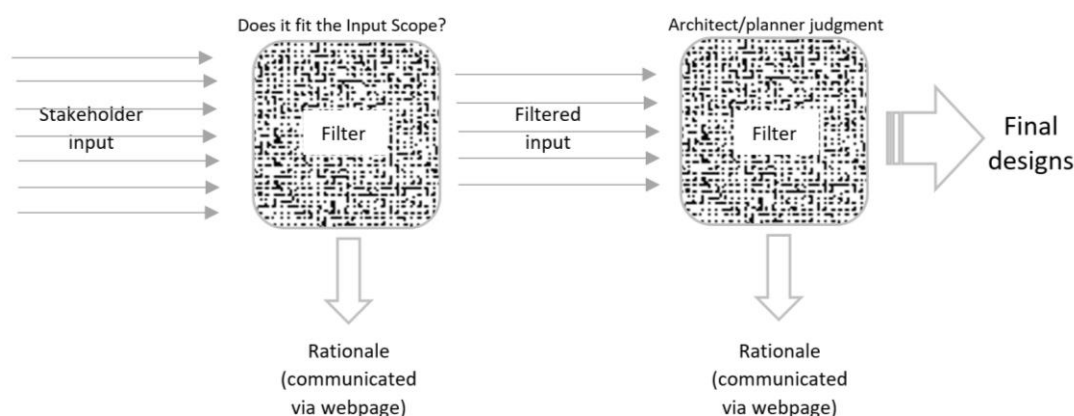 Does it fit the Input Scope?
Architect/planner judgment
Stakeholder
input
Filter
Filtered
input
Filter
Final
designs
Rationale
(communicated
via webpage)
Rationale
(communicated
via webpage)